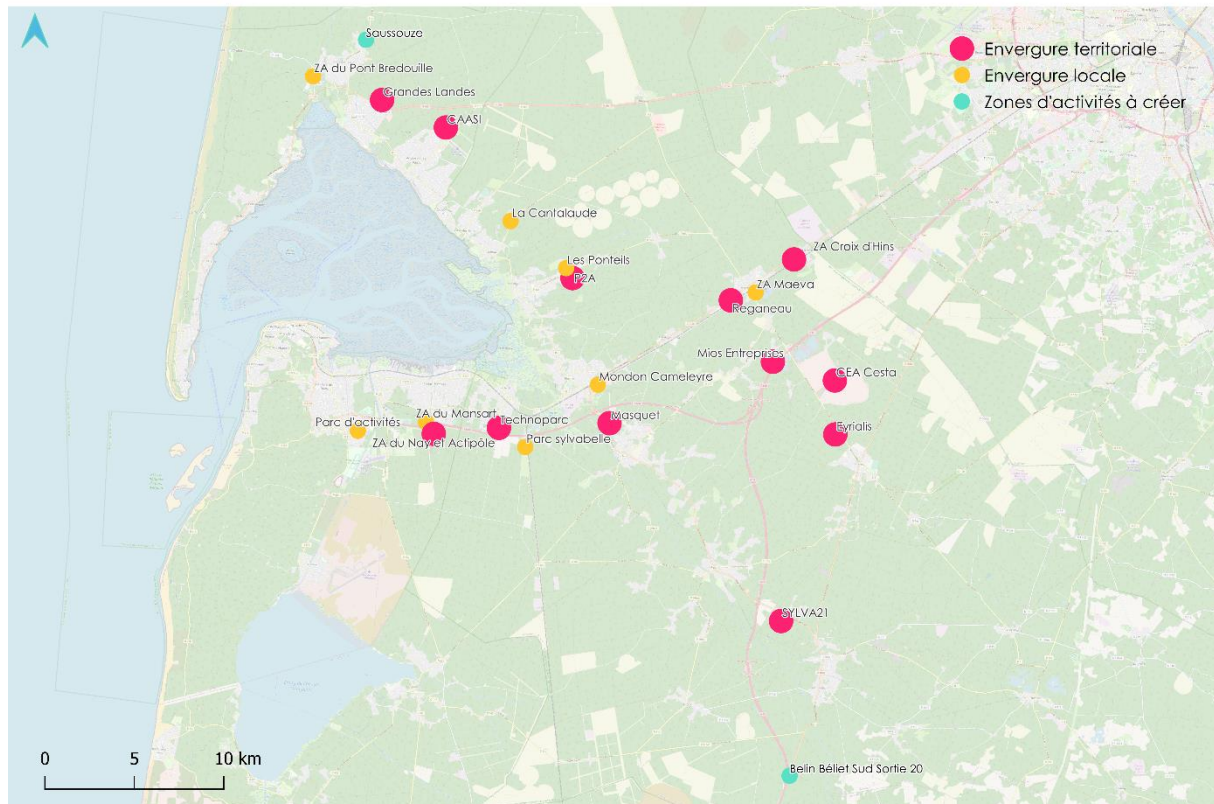 Saussouze
Envergure territoriale
ZA du Pont Bredouille
Envergure locale
Grandes Landes
Zones d'activités à créer
CAASI
La Cantalaude
ZA Croix d'Hins
Les Ponteils
P2A
ZA Maeva
Reganeau
Mios Entreprises
CEA Cesta
Mondon Cameleyre
ZA du Mansart
Masquet
Parc d'activités
Technoparc
Eyrialis
ZA du Nay et Actipôle
Parc sylvabelle
SYLVA21
0 5 10 km
Belin Béliet Sud Sortie 20